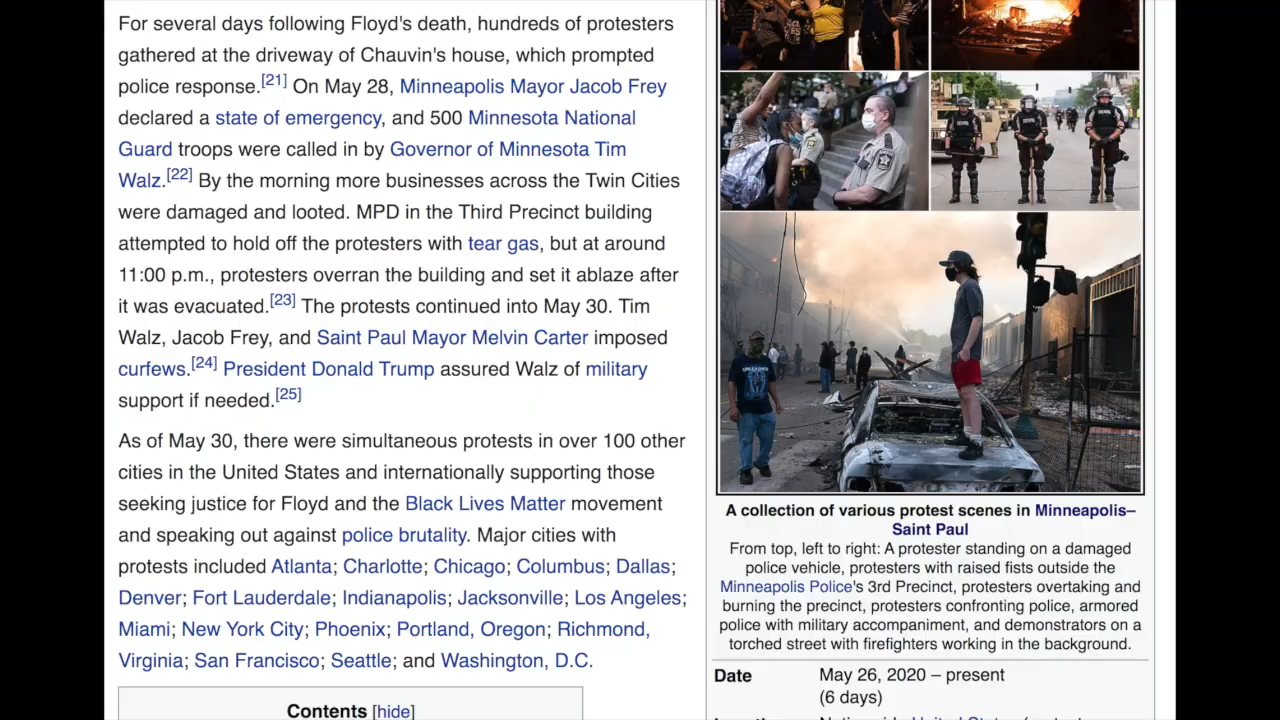 For several days following Floyd's death, hundreds of protesters
gathered at the driveway of Chauvin's house, which prompted
police response.[21] On May 28, Minneapolis Mayor Jacob Frey
declared a state of emergency, and 500 Minnesota National
Guard troops were called in by Governor of Minnesota Tim
Walz.[22] By the morning more businesses across the Twin Cities
were damaged and looted. MPD in the Third Precinct building
attempted to hold off the protesters with tear gas, but at around
11:00 p.m., protesters overran the building and set it ablaze after
it was evacuated.[23] The protests continued into May 30. Tim
Walz, Jacob Frey, and Saint Paul Mayor Melvin Carter imposed
curfews.[24] President Donald Trump assured Walz of military
support if needed.[25]
As of May 30, there were simultaneous protests in over 100 other
cities in the United States and internationally supporting those
seeking justice for Floyd and the Black Lives Matter movement
and speaking out against police brutality. Major cities with
protests included Atlanta; Charlotte; Chicago; Columbus; Dallas;
Denver; Fort Lauderdale; Indianapolis; Jacksonville; Los Angeles;
Miami; New York City; Phoenix; Portland, Oregon; Richmond,
Virginia; San Francisco; Seattle; and Washington, D.C.
Contents [hide]
A collection of various protest scenes in Minneapolis–
Saint Paul
From top, left to right: A protester standing on a damaged
police vehicle, protesters with raised fists outside the
Minneapolis Police's 3rd Precinct, protesters overtaking and
burning the precinct, protesters confronting police, armored
police with military accompaniment, and demonstrators on a
torched street with firefighters working in the background.
Date May 26, 2020 – present
(6 days)